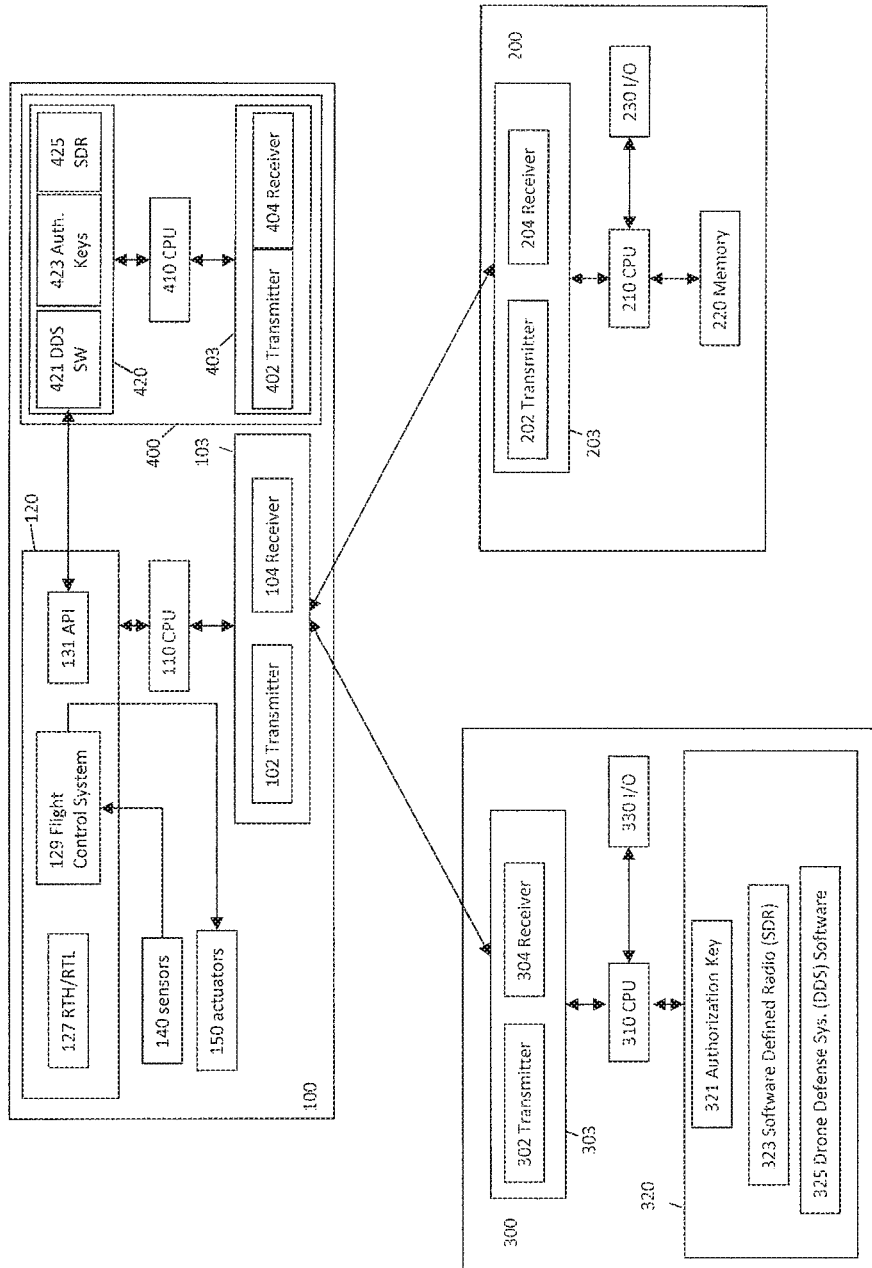 120
127 RTH/RTL
129 Flight
Control System
131 API
140 sensors
150 actuators
110 CPU
102 Transmitter
104 Receiver
103
100
400
421 DDS
SW
423 Auth.
Keys
425
SDR
420
410 CPU
403
402 Transmitter
404 Receiver
300
302 Transmitter
304 Receiver
303
310 CPU
330 I/O
320
321 Authorization Key
323 Software Defined Radio (SDR)
325 Drone Defense Sys. (DDS) Software
200
202 Transmitter
204 Receiver
203
210 CPU
230 I/O
220 Memory